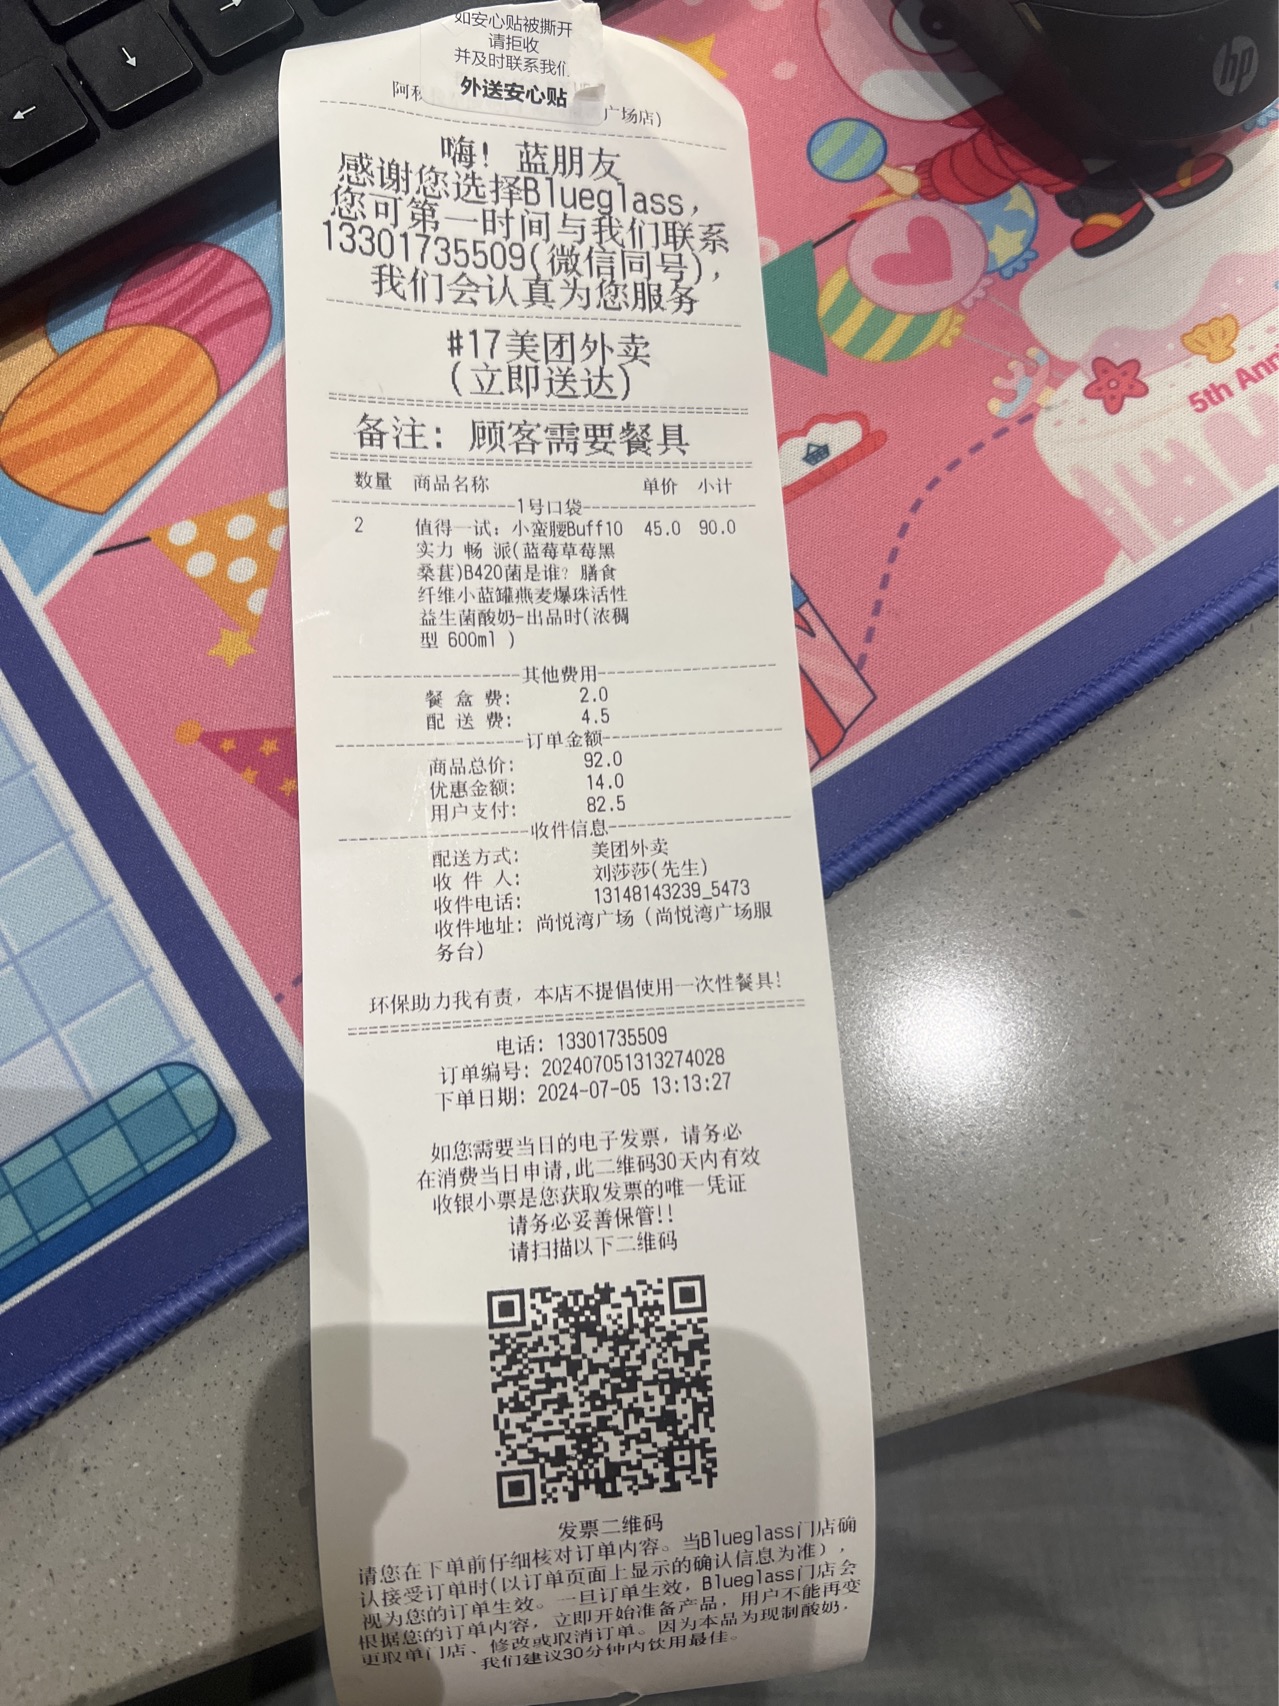 如安心贴被撕开
请拒收
并及时联系我们
外送安心贴
广场店)
嗨! 蓝朋友
感谢您选择Blueglass,
您可第一时间与我们联系
13301735509(微信同号),
我们会认真为您服务
#17美团外卖
(立即送达)
备注: 顾客需要餐具
数量 商品名称 单价 小计
1号口袋
2 值得一试: 小蛮腰Buff10 45.0 90.0
实力 畅 派(蓝莓草莓黑
桑葚)B420菌是谁? 膳食
纤维小蓝罐燕麦爆珠活性
益生菌酸奶-出品时(浓稠
型 600ml )
其他费用
餐 盒 费: 2.0
配 送 费: 4.5
订单金额
商品总价: 92.0
优惠金额: 14.0
用户支付: 82.5
收件信息
配送方式: 美团外卖
收 件 人: 刘莎莎(先生)
收件电话: 13148143239_5473
收件地址: 尚悦湾广场 (尚悦湾广场服
务台)
环保助力我有责, 本店不提倡使用一次性餐具!
电话: 13301735509
订单编号: 202407051313274028
下单日期: 2024-07-05 13:13:27
如您需要当日的电子发票, 请务必
在消费当日申请,此二维码30天内有效
收银小票是您获取发票的唯一凭证
请务必妥善保管!!
请扫描以下二维码
发票二维码
请您在下单前仔细核对订单内容。当Blueglass门店确
认接受订单时(以订单页面上显示的确认信息为准),
视为您的订单生效。一旦订单生效, Blueglass门店会
根据您的订单内容, 立即开始准备产品, 用户不能再变
更取单门店、修改或取消订单。因为本品为现制酸奶.
我们建议30分钟内饮用最佳。
hp
5th Ann